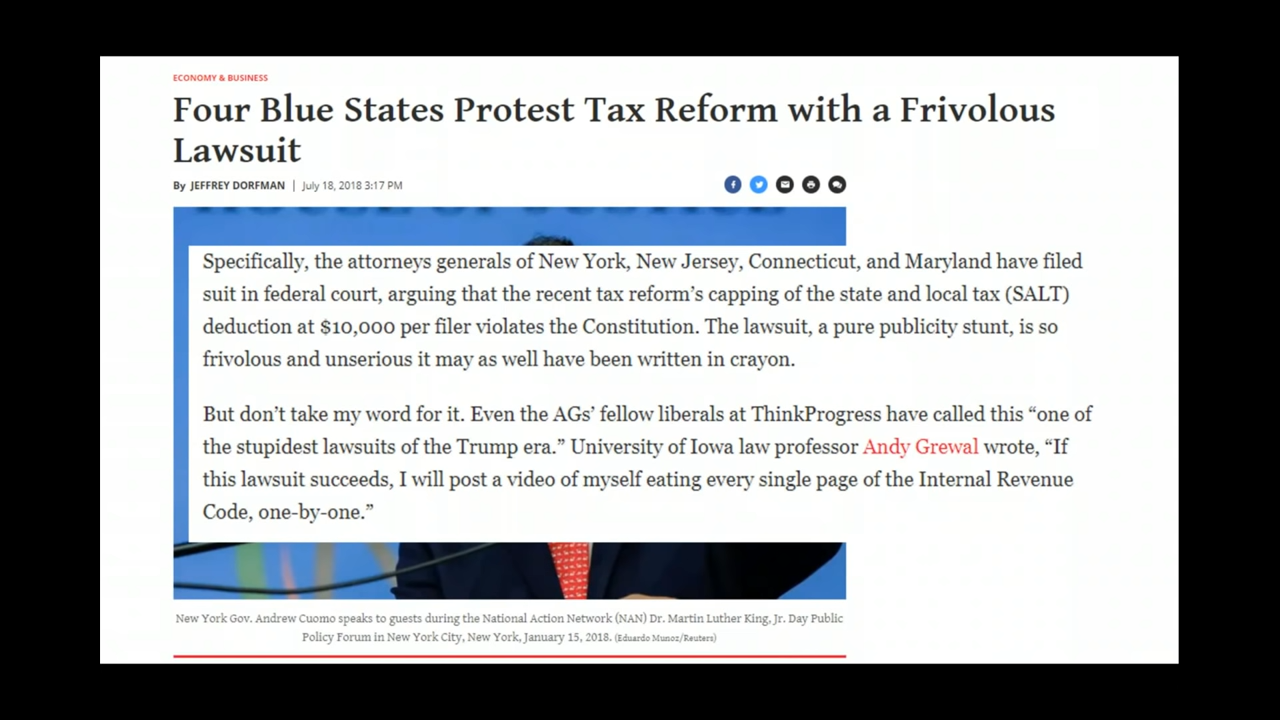 ECONOMY & BUSINESS
Four Blue States Protest Tax Reform with a Frivolous
Lawsuit
By JEFFREY DORFMAN | July 18, 2018 3:17 PM
Specifically, the attorneys generals of New York, New Jersey, Connecticut, and Maryland have filed
suit in federal court, arguing that the recent tax reform’s capping of the state and local tax (SALT)
deduction at $10,000 per filer violates the Constitution. The lawsuit, a pure publicity stunt, is so
frivolous and unserious it may as well have been written in crayon.
But don’t take my word for it. Even the AGs’ fellow liberals at ThinkProgress have called this “one of
the stupidest lawsuits of the Trump era.” University of Iowa law professor Andy Grewal wrote, “If
this lawsuit succeeds, I will post a video of myself eating every single page of the Internal Revenue
Code, one-by-one.”
New York Gov. Andrew Cuomo speaks to guests during the National Action Network (NAN) Dr. Martin Luther King, Jr. Day Public
Policy Forum in New York City, New York, January 15, 2018. (Eduardo Munoz/Reuters)